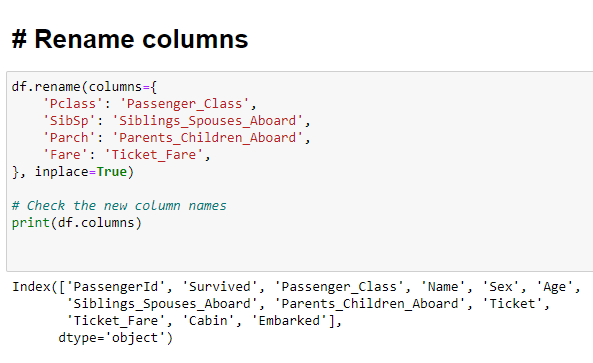 # Rename columns
df.rename(columns={
    'Pclass': 'Passenger_Class',
    'SibSp': 'Siblings_Spouses_Aboard',
    'Parch': 'Parents_Children_Aboard',
    'Fare': 'Ticket_Fare',
}, inplace=True)
# Check the new column names
print(df.columns)
Index(['PassengerId', 'Survived', 'Passenger_Class', 'Name', 'Sex', 'Age',
       'Siblings_Spouses_Aboard', 'Parents_Children_Aboard', 'Ticket',
       'Ticket_Fare', 'Cabin', 'Embarked'],
      dtype='object')